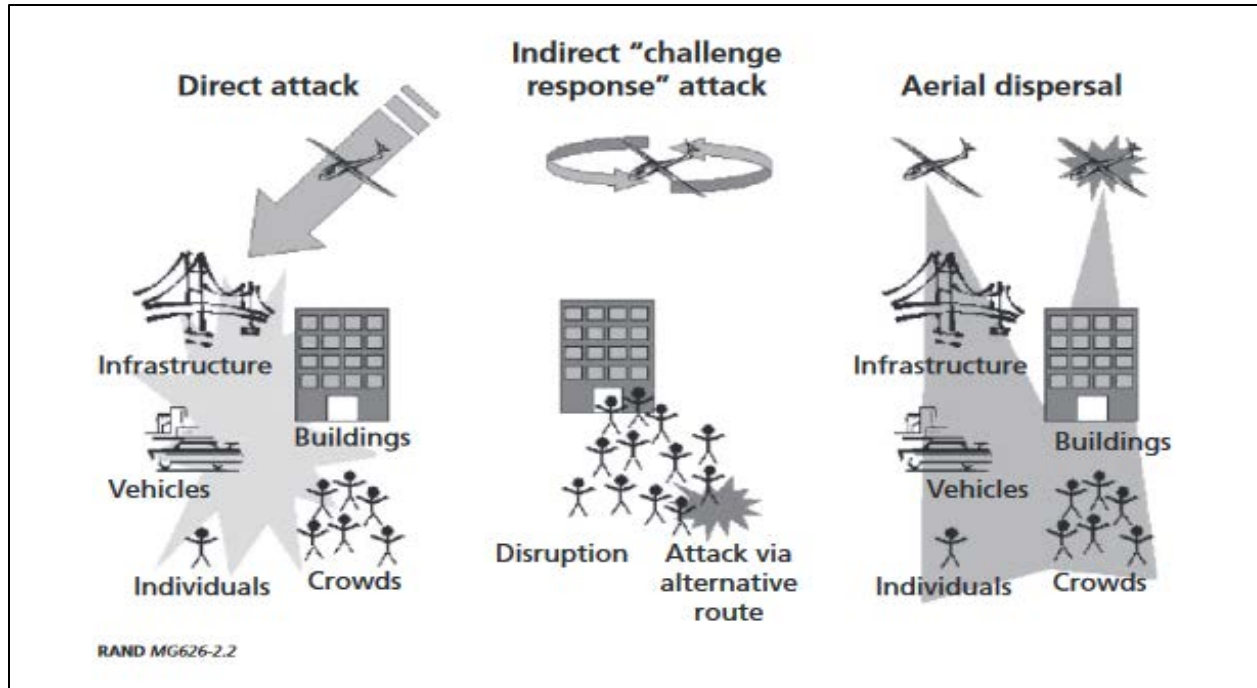 Direct attack
Indirect “challenge
response” attack
Aerial dispersal
Infrastructure
Buildings
Vehicles
Individuals
Crowds
Disruption
Attack via
alternative
route
Infrastructure
Buildings
Vehicles
Individuals
Crowds
RAND MG626-2.2